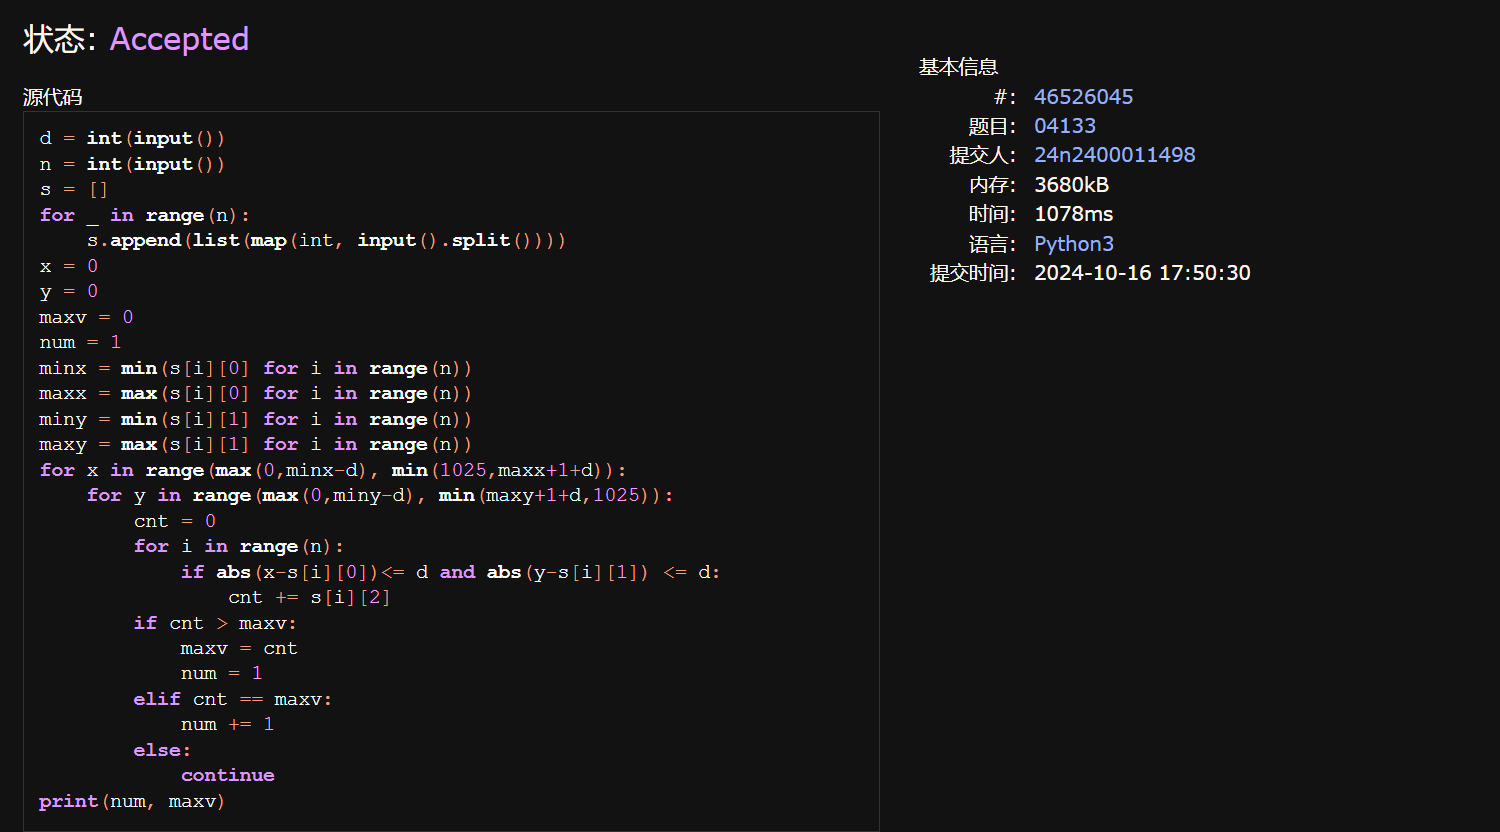 状态: Accepted
源代码
d = int(input())
n = int(input())
s = []
for _ in range(n):
    s.append(list(map(int, input().split())))
x = 0
y = 0
maxv = 0
num = 1
minx = min(s[i][0] for i in range(n))
maxx = max(s[i][0] for i in range(n))
miny = min(s[i][1] for i in range(n))
maxy = max(s[i][1] for i in range(n))
for x in range(max(0,minx-d), min(1025,maxx+1+d)):
    for y in range(max(0,miny-d), min(maxy+1+d,1025)):
        cnt = 0
        for i in range(n):
            if abs(x-s[i][0])<= d and abs(y-s[i][1]) <= d:
                cnt += s[i][2]
        if cnt > maxv:
            maxv = cnt
            num = 1
        elif cnt == maxv:
            num += 1
        else:
            continue
print(num, maxv)
基本信息
#: 46526045
题目: 04133
提交人: 24n2400011498
内存: 3680kB
时间: 1078ms
语言: Python3
提交时间: 2024-10-16 17:50:30